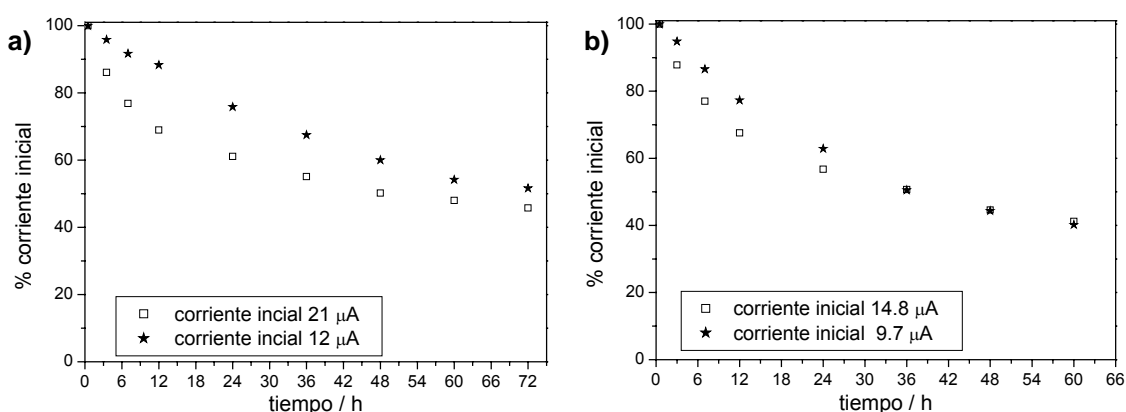 a)
% corriente inicial
100
80
60
40
20
0
corriente incial 21 μA
corriente incial 12 μA
0 6 12 18 24 30 36 42 48 54 60 66 72
tiempo / h
b)
% corriente inicial
100
80
60
40
20
0
corriente inicial 14.8 μA
corriente inicial 9.7 μA
0 6 12 18 24 30 36 42 48 54 60 66
tiempo / h